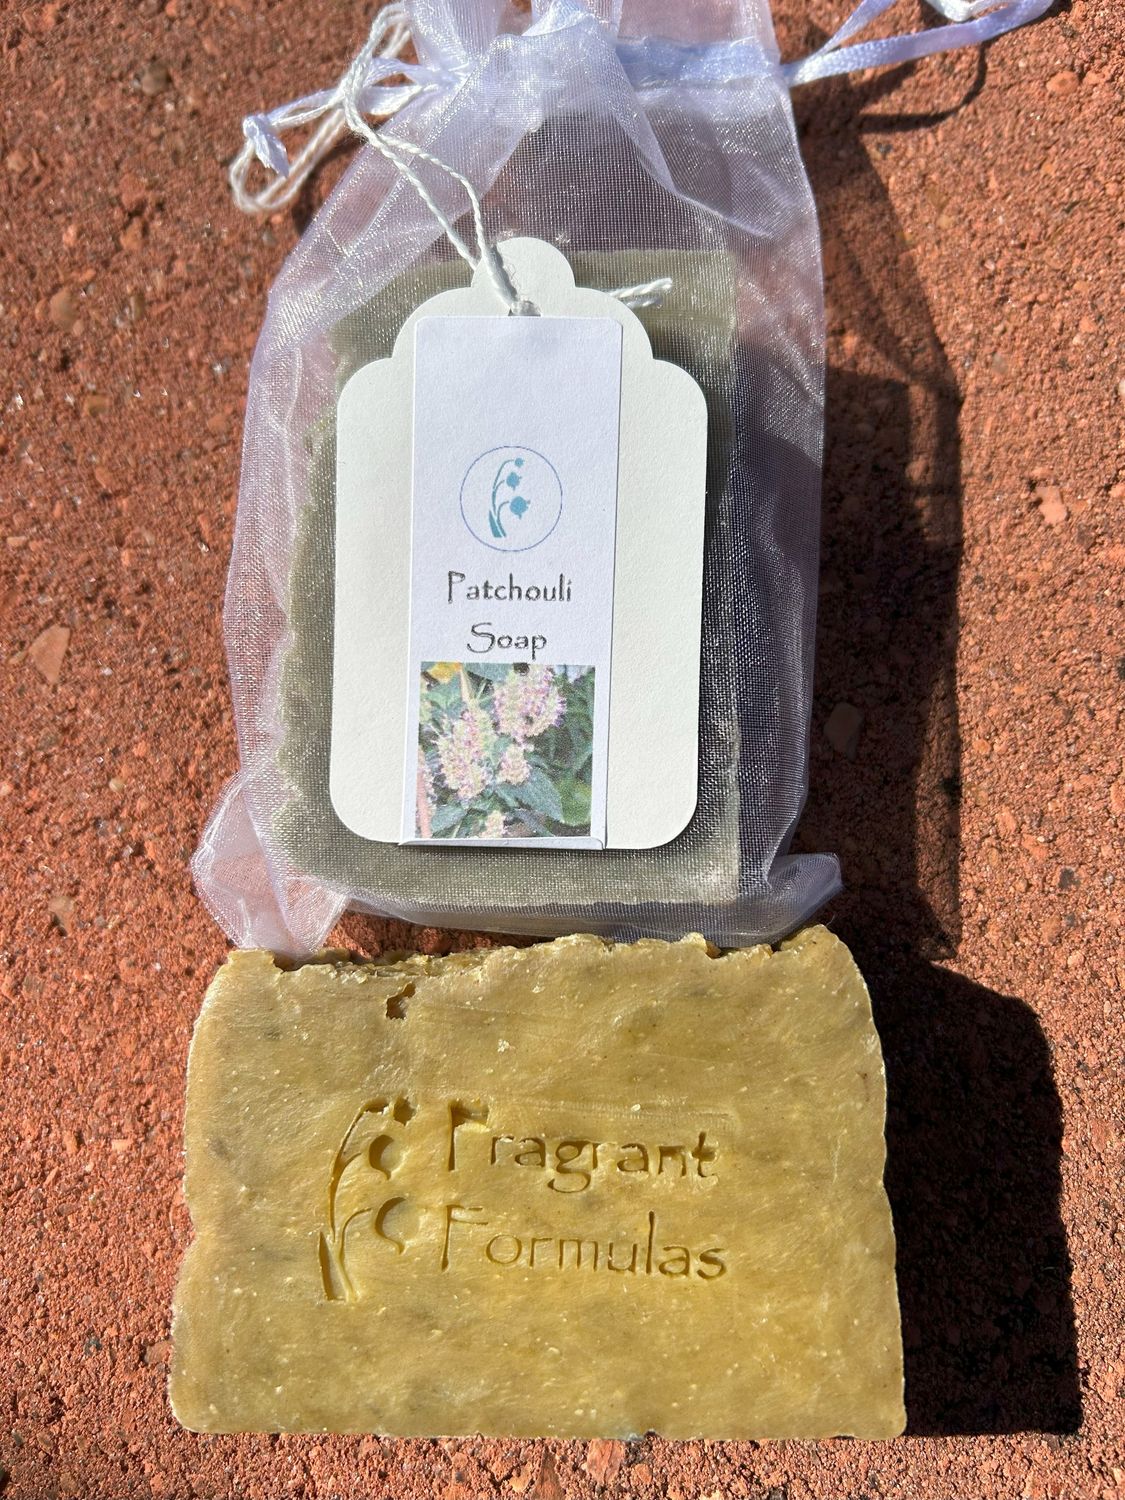 Patchouli
Soap
Fragrant
Formulas